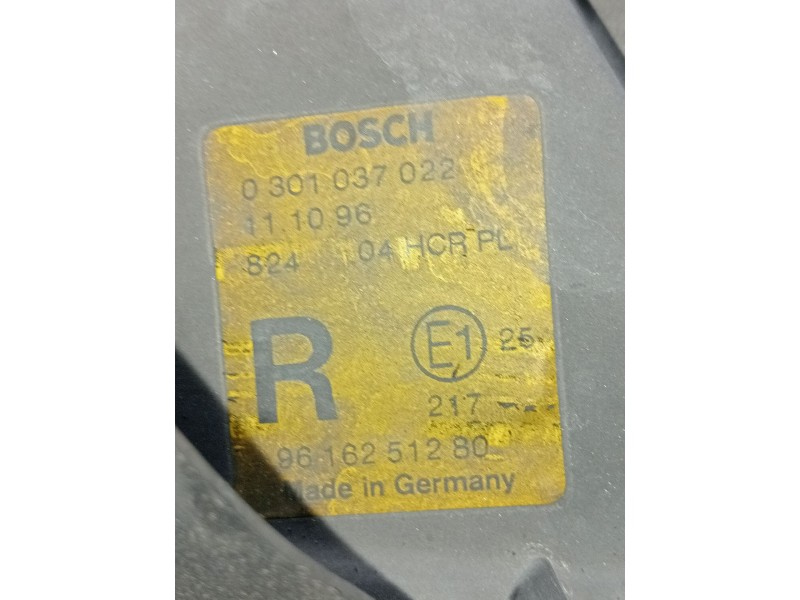 BOSCH
0 301 037 022
11.10 96
824 .04 HCR PL
R E1 25
217
96 162 512 80
Made in Germany